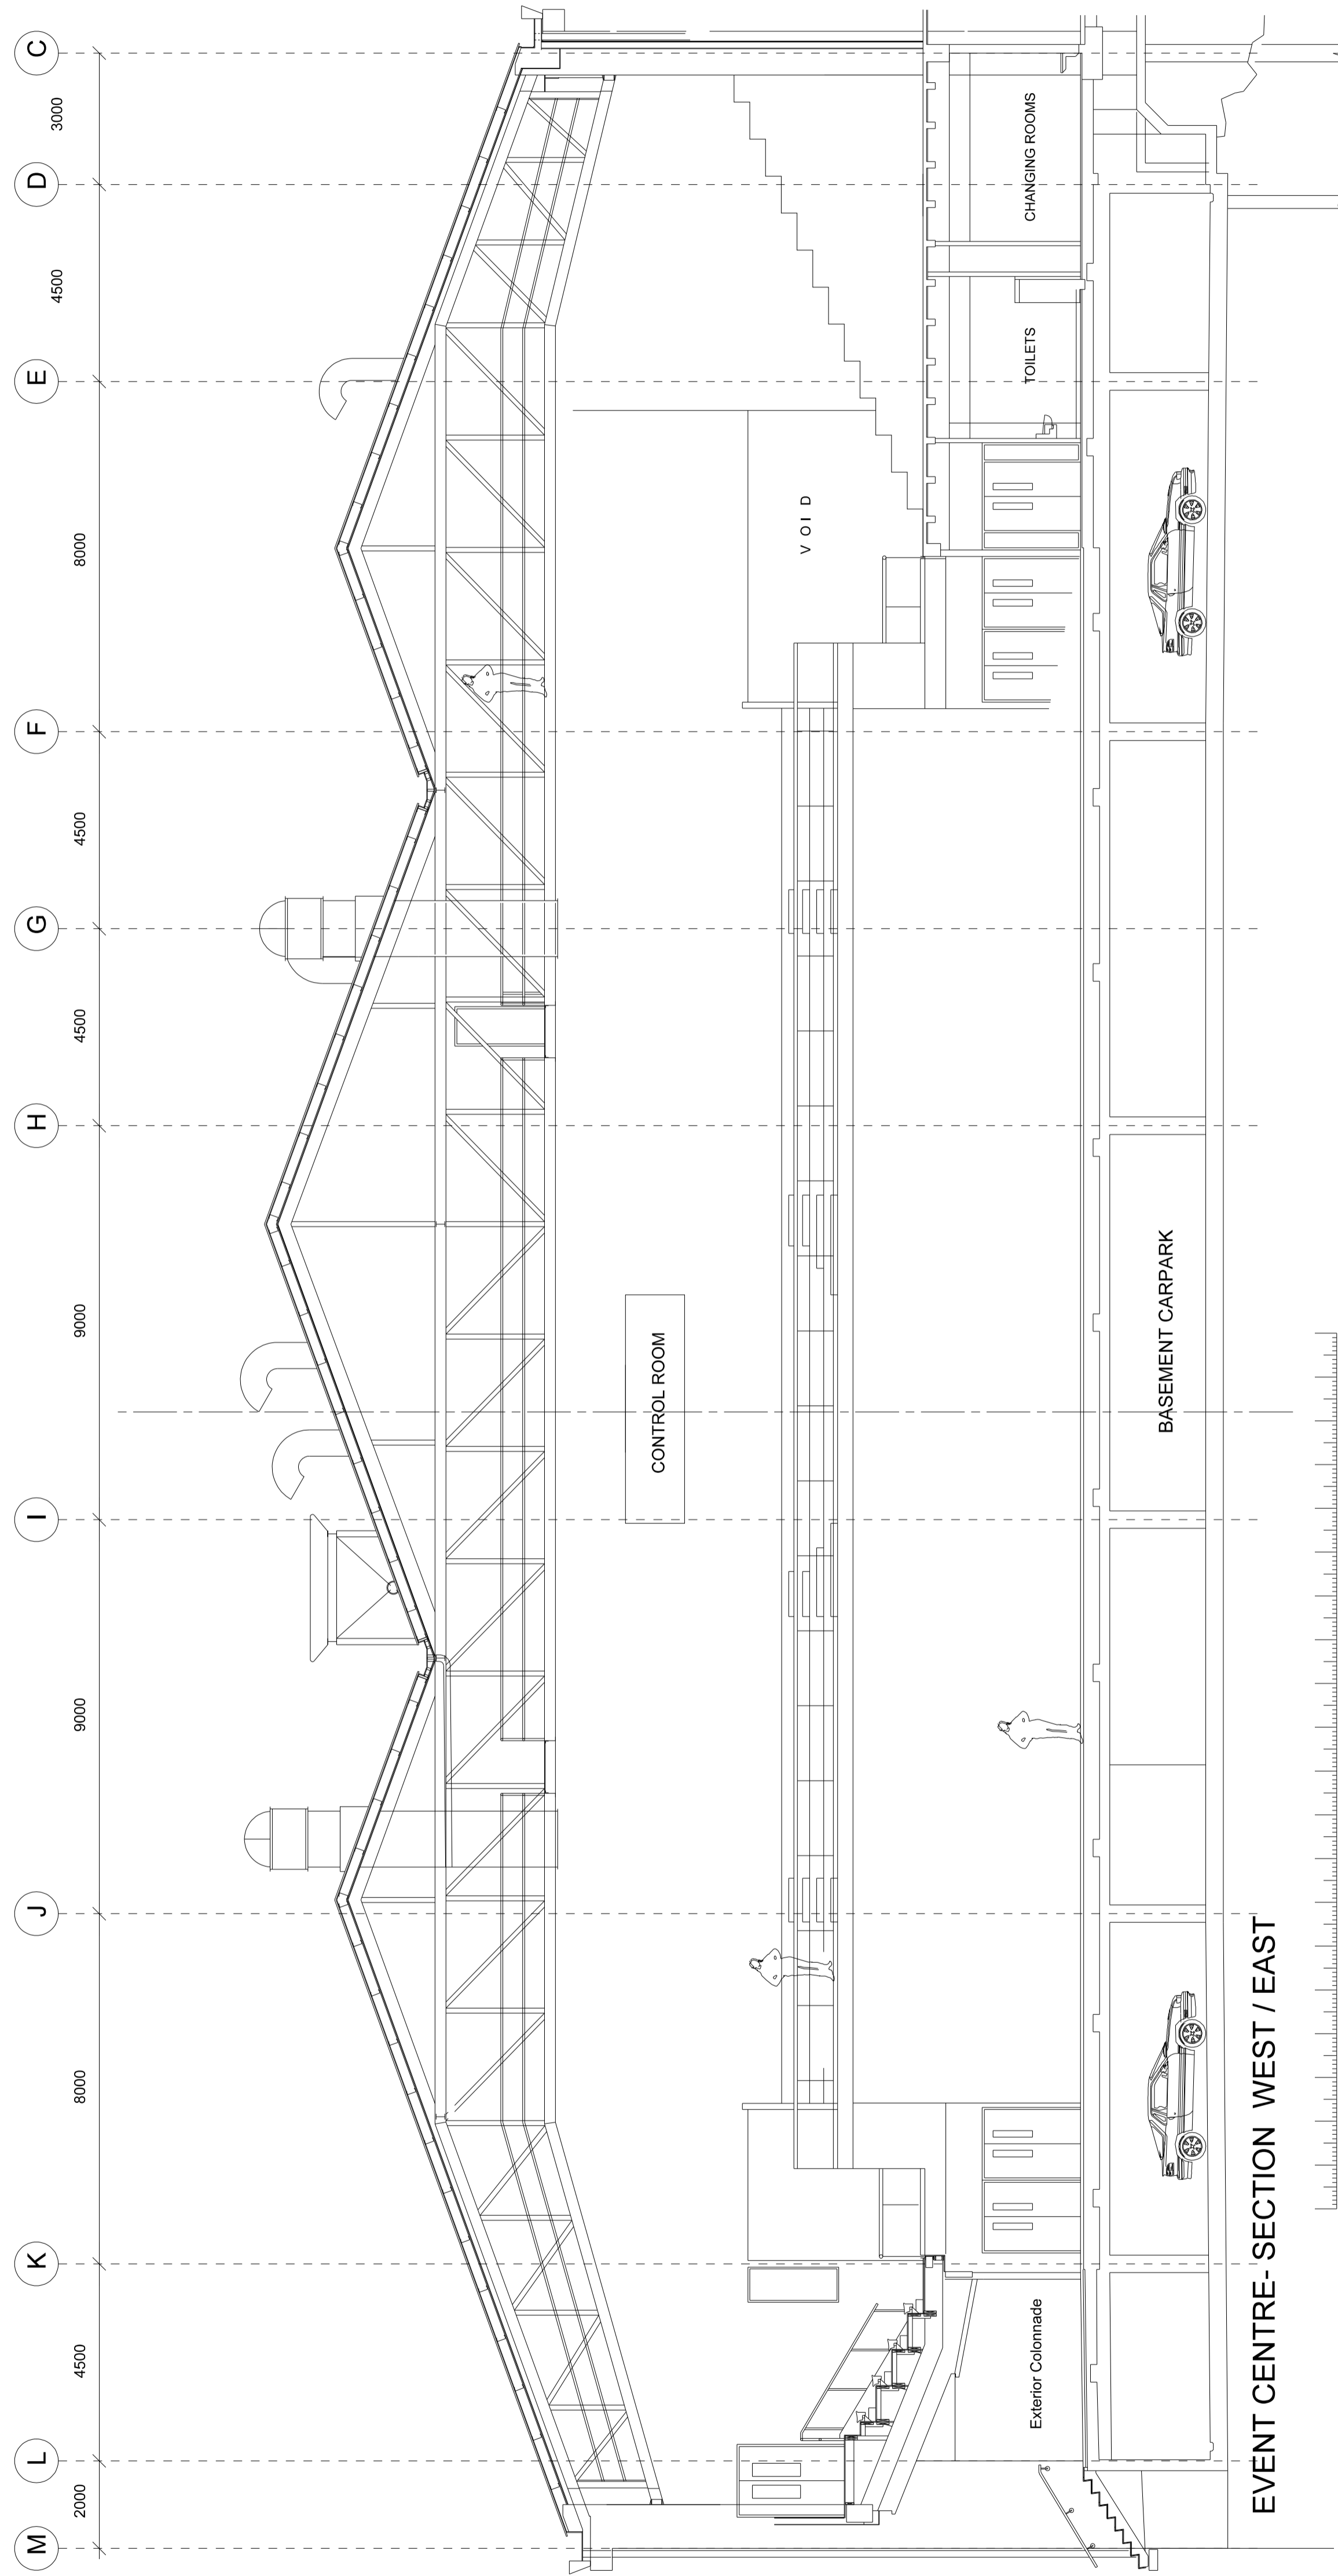 M
L
K
J
I
H
G
F
E
D
C
2000
4500
8000
9000
9000
4500
4500
8000
4500
3000
CONTROL ROOM
V O I D
Exterior Colonnade
TOILETS
CHANGING ROOMS
BASEMENT CARPARK
EVENT CENTRE- SECTION WEST / EAST